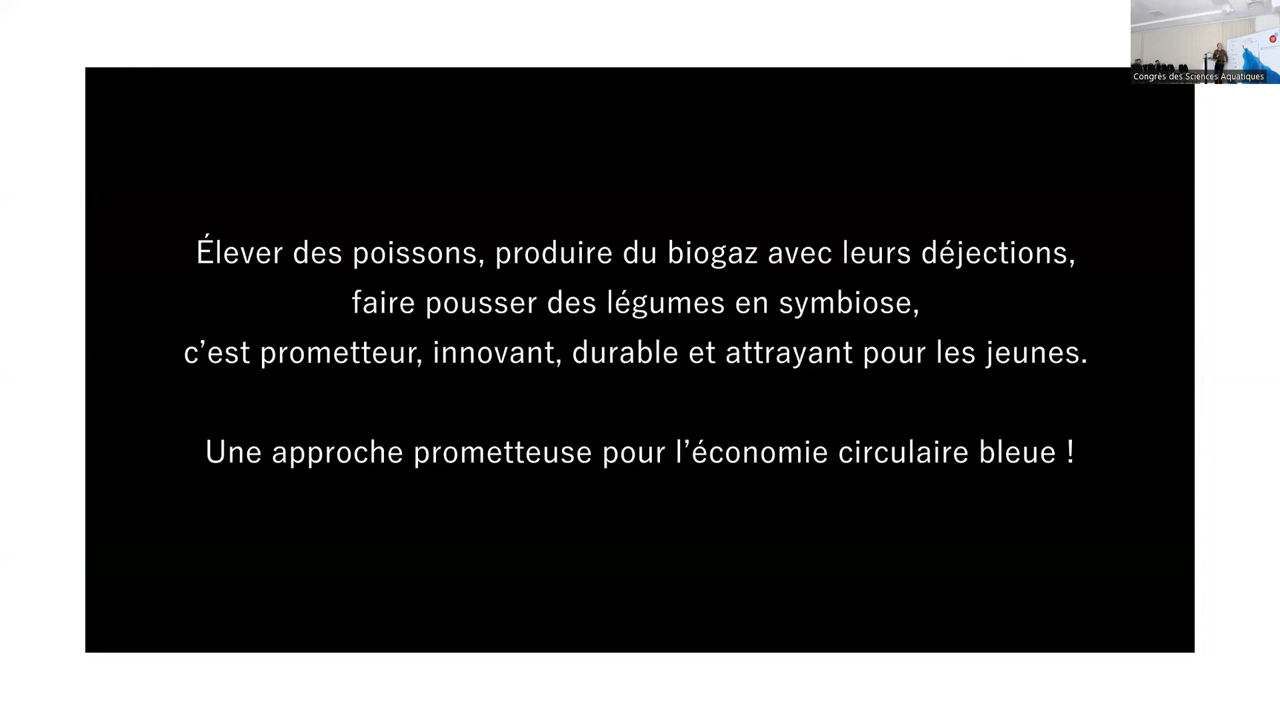 Congrès des Sciences Aquatiques
Élever des poissons, produire du biogaz avec leurs déjections,
faire pousser des légumes en symbiose,
c’est prometteur, innovant, durable et attrayant pour les jeunes.
Une approche prometteuse pour l’économie circulaire bleue !